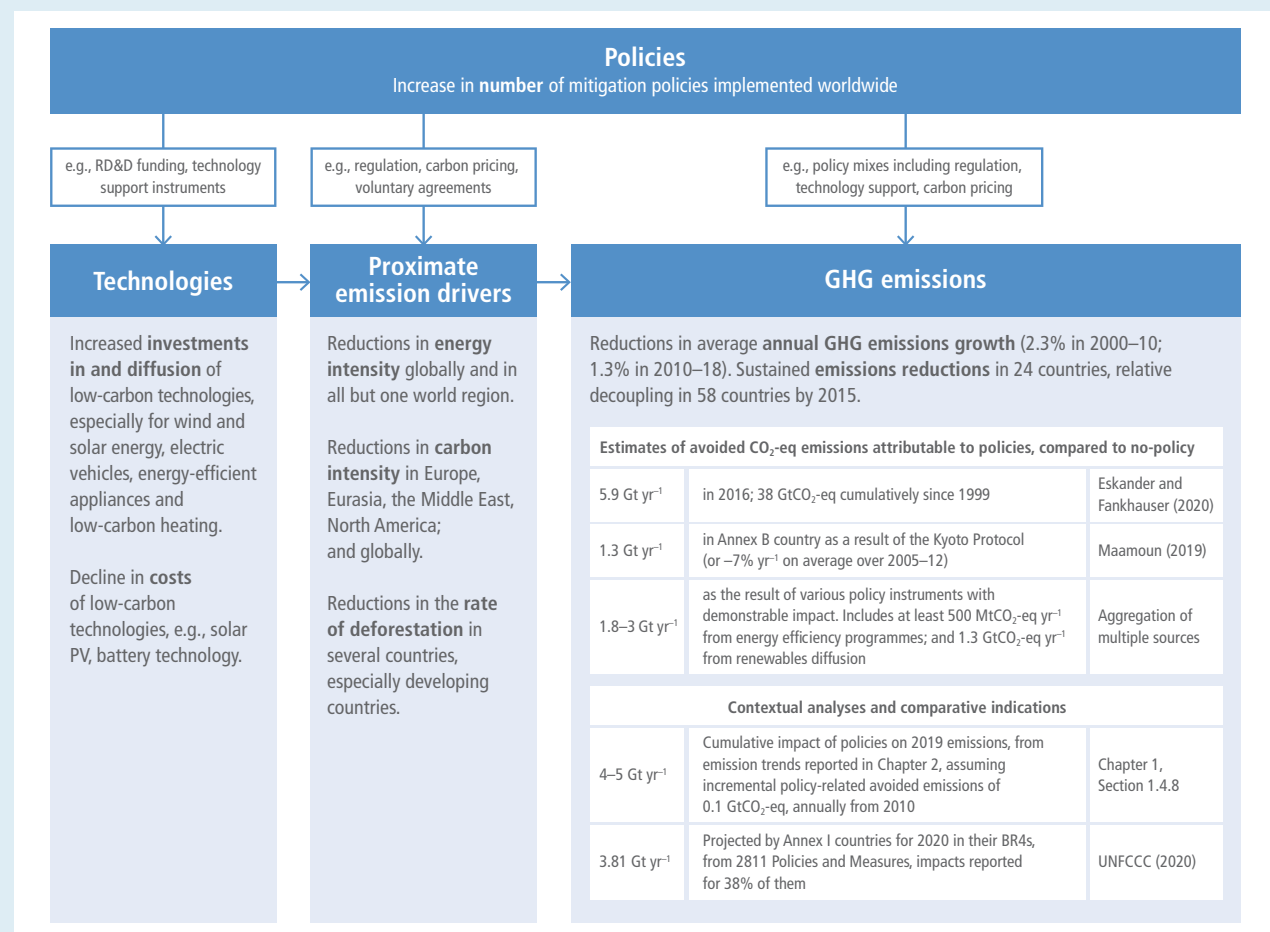 Policies
Increase in number of mitigation policies implemented worldwide
e.g., RD&D funding, technology
support instruments
e.g., regulation, carbon pricing,
voluntary agreements
e.g., policy mixes including regulation,
technology support, carbon pricing
Technologies
Increased investments
in and diffusion of
low-carbon technologies,
especially for wind and
solar energy, electric
vehicles, energy-efficient
appliances and
low-carbon heating.
Decline in costs
of low-carbon
technologies, e.g., solar
PV, battery technology.
Proximate
emission drivers
Reductions in energy
intensity globally and in
all but one world region.
Reductions in carbon
intensity in Europe,
Eurasia, the Middle East,
North America;
and globally.
Reductions in the rate
of deforestation in
several countries,
especially developing
countries.
GHG emissions
Reductions in average annual GHG emissions growth (2.3% in 2000–10;
1.3% in 2010–18). Sustained emissions reductions in 24 countries, relative
decoupling in 58 countries by 2015.
Estimates of avoided CO₂-eq emissions attributable to policies, compared to no-policy
5.9 Gt yr⁻¹
in 2016; 38 GtCO₂-eq cumulatively since 1999
Eskander and
Fankhauser (2020)
1.3 Gt yr⁻¹
in Annex B country as a result of the Kyoto Protocol
(or –7% yr⁻¹ on average over 2005–12)
Maamoun (2019)
1.8–3 Gt yr⁻¹
as the result of various policy instruments with
demonstrable impact. Includes at least 500 MtCO₂-eq yr⁻¹
from energy efficiency programmes; and 1.3 GtCO₂-eq yr⁻¹
from renewables diffusion
Aggregation of
multiple sources
Contextual analyses and comparative indications
4–5 Gt yr⁻¹
Cumulative impact of policies on 2019 emissions, from
emission trends reported in Chapter 2, assuming
incremental policy-related avoided emissions of
0.1 GtCO₂-eq, annually from 2010
Chapter 1,
Section 1.4.8
3.81 Gt yr⁻¹
Projected by Annex I countries for 2020 in their BR4s,
from 2811 Policies and Measures, impacts reported
for 38% of them
UNFCCC (2020)